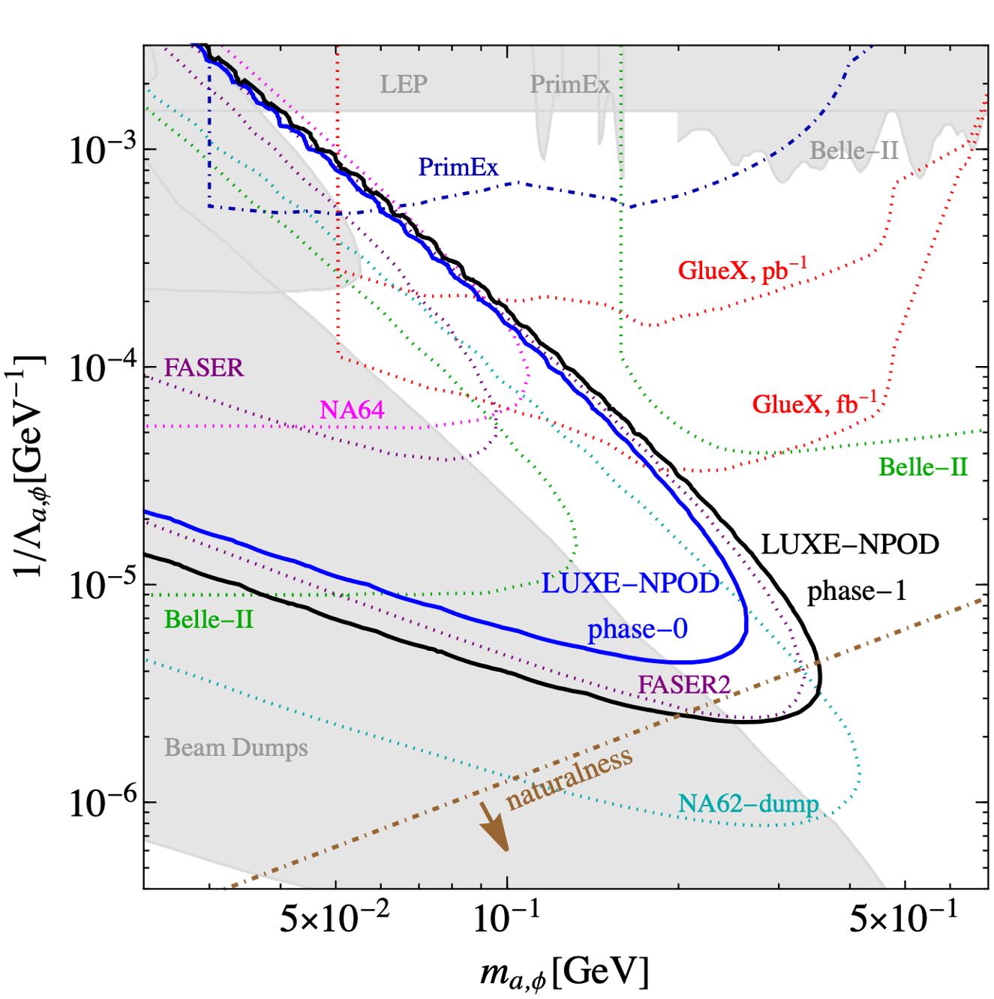 LEP
PrimEx
10⁻³
Belle−II
PrimEx
GlueX, pb⁻¹
10⁻⁴
FASER
NA64
GlueX, fb⁻¹
Belle−II
1/Λₐ,ᵩ[GeV⁻¹]
LUXE−NPOD
phase−1
10⁻⁵
LUXE−NPOD
phase−0
Belle−II
FASER2
Beam Dumps
naturalness
10⁻⁶
NA62−dump
5×10⁻²
10⁻¹
5×10⁻¹
mₐ,ᵩ[GeV]